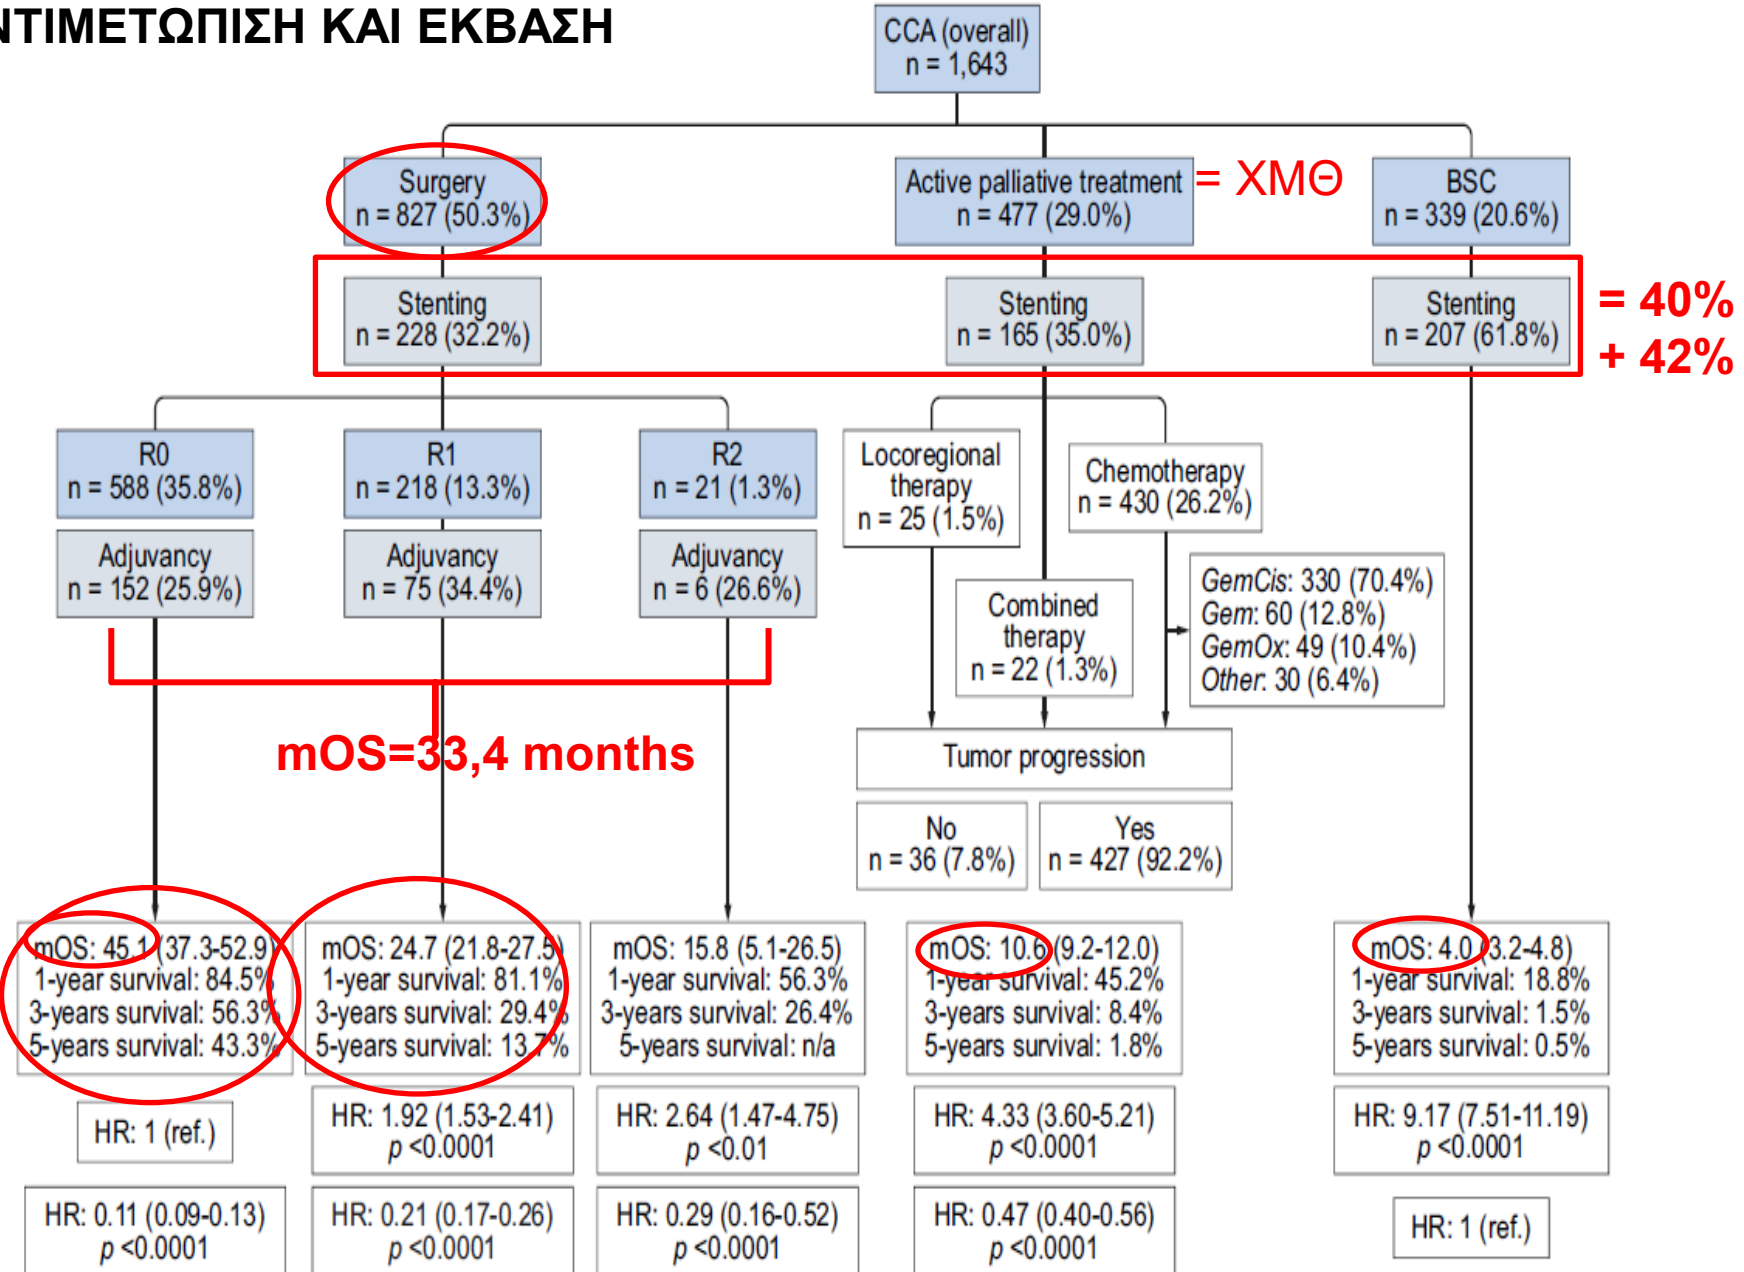 ΝΤΙΜΕΤΩΠΙΣΗ ΚΑΙ ΕΚΒΑΣΗ
CCA (overall)
n = 1,643
Surgery
n = 827 (50.3%)
Active palliative treatment
n = 477 (29.0%)
= ΧΜΘ
BSC
n = 339 (20.6%)
Stenting
n = 228 (32.2%)
Stenting
n = 165 (35.0%)
Stenting
n = 207 (61.8%)
= 40%
+ 42%
R0
n = 588 (35.8%)
R1
n = 218 (13.3%)
R2
n = 21 (1.3%)
Adjuvancy
n = 152 (25.9%)
Adjuvancy
n = 75 (34.4%)
Adjuvancy
n = 6 (26.6%)
mOS=33,4 months
Locoregional
therapy
n = 25 (1.5%)
Chemotherapy
n = 430 (26.2%)
Combined
therapy
n = 22 (1.3%)
GemCis: 330 (70.4%)
Gem: 60 (12.8%)
GemOx: 49 (10.4%)
Other: 30 (6.4%)
Tumor progression
No
n = 36 (7.8%)
Yes
n = 427 (92.2%)
mOS: 45.1 (37.3-52.9)
1-year survival: 84.5%
3-years survival: 56.3%
5-years survival: 43.3%
mOS: 24.7 (21.8-27.5)
1-year survival: 81.1%
3-years survival: 29.4%
5-years survival: 13.7%
mOS: 15.8 (5.1-26.5)
1-year survival: 56.3%
3-years survival: 26.4%
5-years survival: n/a
mOS: 10.6 (9.2-12.0)
1-year survival: 45.2%
3-years survival: 8.4%
5-years survival: 1.8%
mOS: 4.0 (3.2-4.8)
1-year survival: 18.8%
3-years survival: 1.5%
5-years survival: 0.5%
HR: 1 (ref.)
HR: 1.92 (1.53-2.41)
p <0.0001
HR: 2.64 (1.47-4.75)
p <0.01
HR: 4.33 (3.60-5.21)
p <0.0001
HR: 9.17 (7.51-11.19)
p <0.0001
HR: 0.11 (0.09-0.13)
p <0.0001
HR: 0.21 (0.17-0.26)
p <0.0001
HR: 0.29 (0.16-0.52)
p <0.0001
HR: 0.47 (0.40-0.56)
p <0.0001
HR: 1 (ref.)